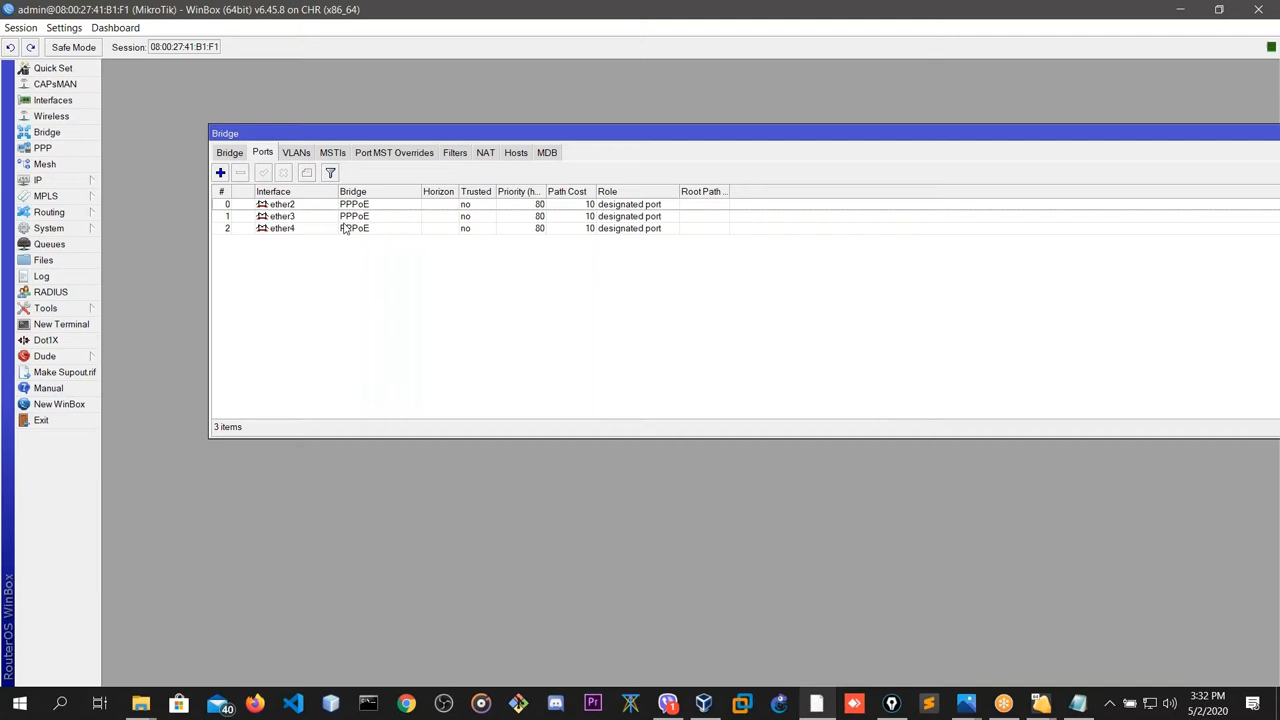 admin@08:00:27:41:B1:F1 (MikroTik) - WinBox (64bit) v6.45.8 on CHR (x86_64)
Session Settings Dashboard
Safe Mode Session: 08:00:27:41:B1:F1
Quick Set
CAPsMAN
Interfaces
Wireless
Bridge
PPP
Mesh
IP
MPLS
Routing
System
Queues
Files
Log
RADIUS
Tools
New Terminal
Dot1X
Dude
Make Supout.rif
Manual
New WinBox
Exit
RouterOS WinBox
Bridge
Bridge Ports VLANs MSTIs Port MST Overrides Filters NAT Hosts MDB
# Interface Bridge Horizon Trusted Priority (h... Path Cost Role Root Path ...
0 ether2 PPPoE no 80 10 designated port
1 ether3 PPPoE no 80 10 designated port
2 ether4 PPPoE no 80 10 designated port
3 items
40
1
3:32 PM
5/2/2020